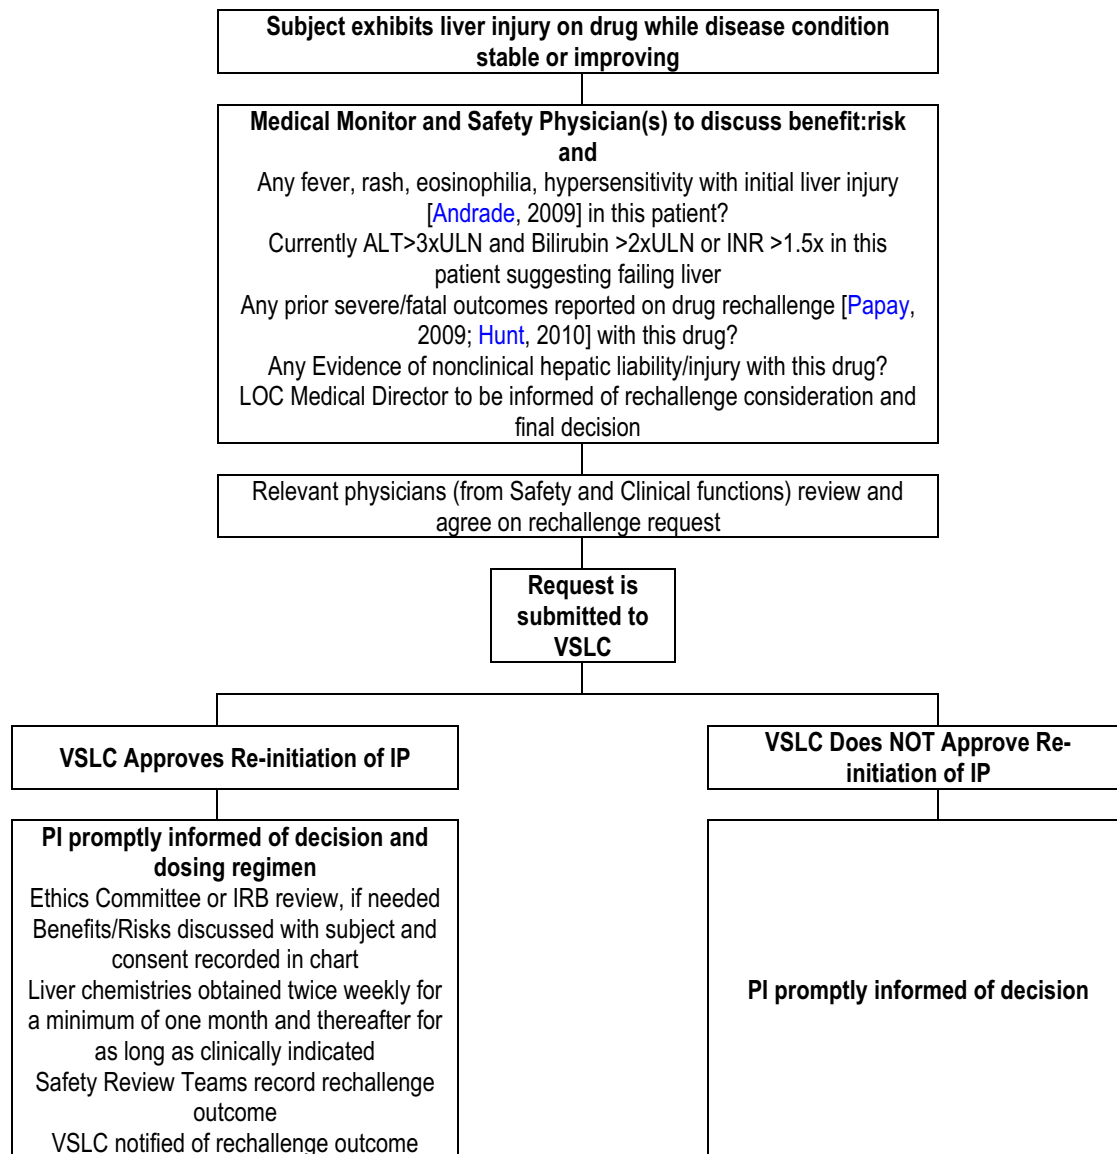 Subject exhibits liver injury on drug while disease condition
stable or improving
Medical Monitor and Safety Physician(s) to discuss benefit:risk
and
Any fever, rash, eosinophilia, hypersensitivity with initial liver injury
[Andrade, 2009] in this patient?
Currently ALT>3xULN and Bilirubin >2xULN or INR >1.5x in this
patient suggesting failing liver
Any prior severe/fatal outcomes reported on drug rechallenge [Papay,
2009; Hunt, 2010] with this drug?
Any Evidence of nonclinical hepatic liability/injury with this drug?
LOC Medical Director to be informed of rechallenge consideration and
final decision
Relevant physicians (from Safety and Clinical functions) review and
agree on rechallenge request
Request is
submitted to
VSLC
VSLC Approves Re-initiation of IP
PI promptly informed of decision and
dosing regimen
Ethics Committee or IRB review, if needed
Benefits/Risks discussed with subject and
consent recorded in chart
Liver chemistries obtained twice weekly for
a minimum of one month and thereafter for
as long as clinically indicated
Safety Review Teams record rechallenge
outcome
VSLC notified of rechallenge outcome
VSLC Does NOT Approve Re-
initiation of IP
PI promptly informed of decision